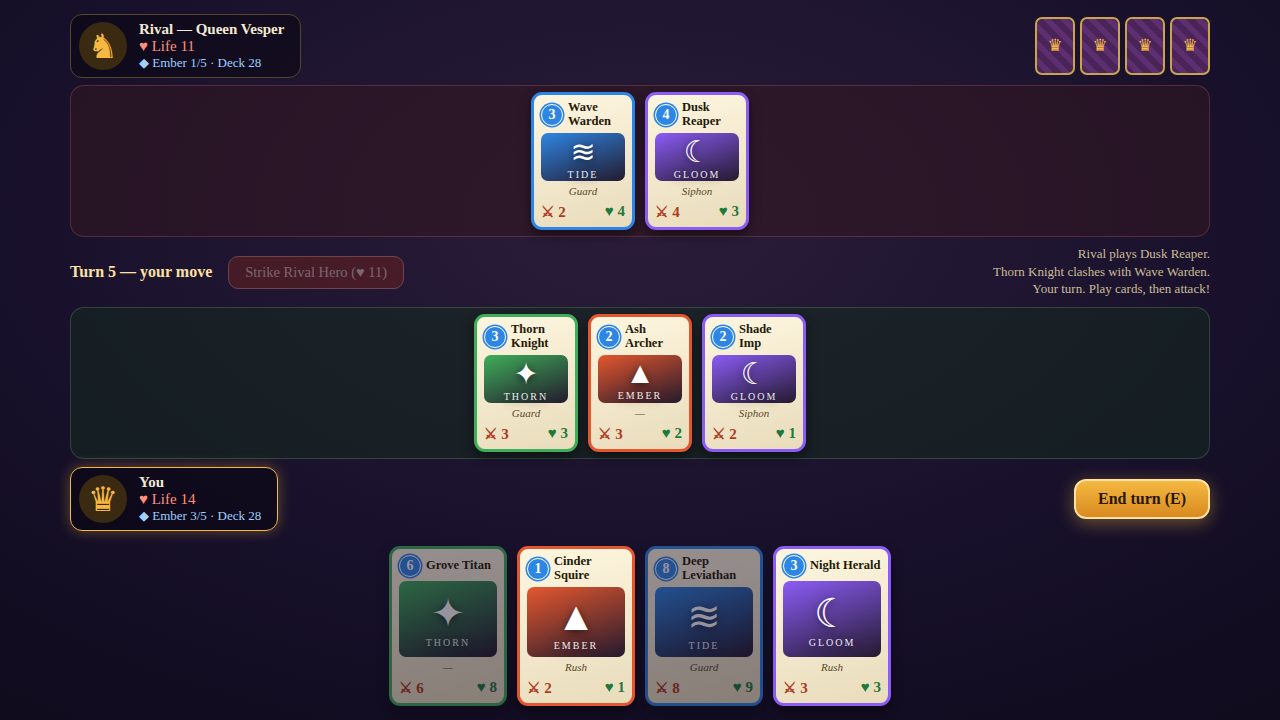 Rival — Queen Vesper
♥ Life 11
◆ Ember 1/5 · Deck 28
3 Wave Warden
TIDE
Guard
⚔ 2 ♥ 4
4 Dusk Reaper
GLOOM
Siphon
⚔ 4 ♥ 3
Turn 5 — your move
Strike Rival Hero (♥ 11)
Rival plays Dusk Reaper.
Thorn Knight clashes with Wave Warden.
Your turn. Play cards, then attack!
3 Thorn Knight
THORN
Guard
⚔ 3 ♥ 3
2 Ash Archer
EMBER
—
⚔ 3 ♥ 2
2 Shade Imp
GLOOM
Siphon
⚔ 2 ♥ 1
You
♥ Life 14
◆ Ember 3/5 · Deck 28
End turn (E)
6 Grove Titan
THORN
—
⚔ 6 ♥ 8
1 Cinder Squire
EMBER
Rush
⚔ 2 ♥ 1
8 Deep Leviathan
TIDE
Guard
⚔ 8 ♥ 9
3 Night Herald
GLOOM
Rush
⚔ 3 ♥ 3